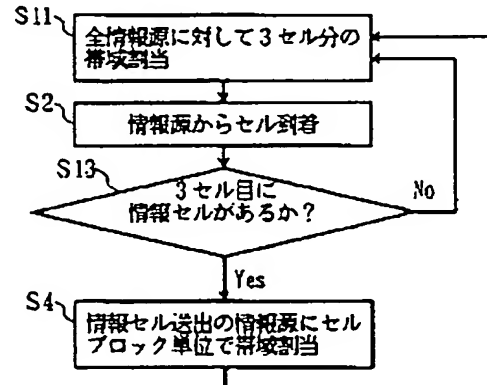 S11
全情報源に対して3セル分の
帯域割当
S2
情報源からセル到着
S13
3セル目に
情報セルがあるか?
No
Yes
S4
情報セル送出の情報源にセル
ブロック単位で帯域割当